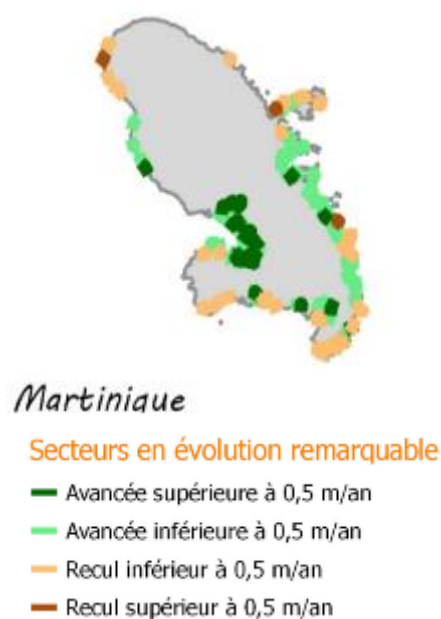 Martinique
Secteurs en évolution remarquable
Avancée supérieure à 0,5 m/an
Avancée inférieure à 0,5 m/an
Recul inférieur à 0,5 m/an
Recul supérieur à 0,5 m/an